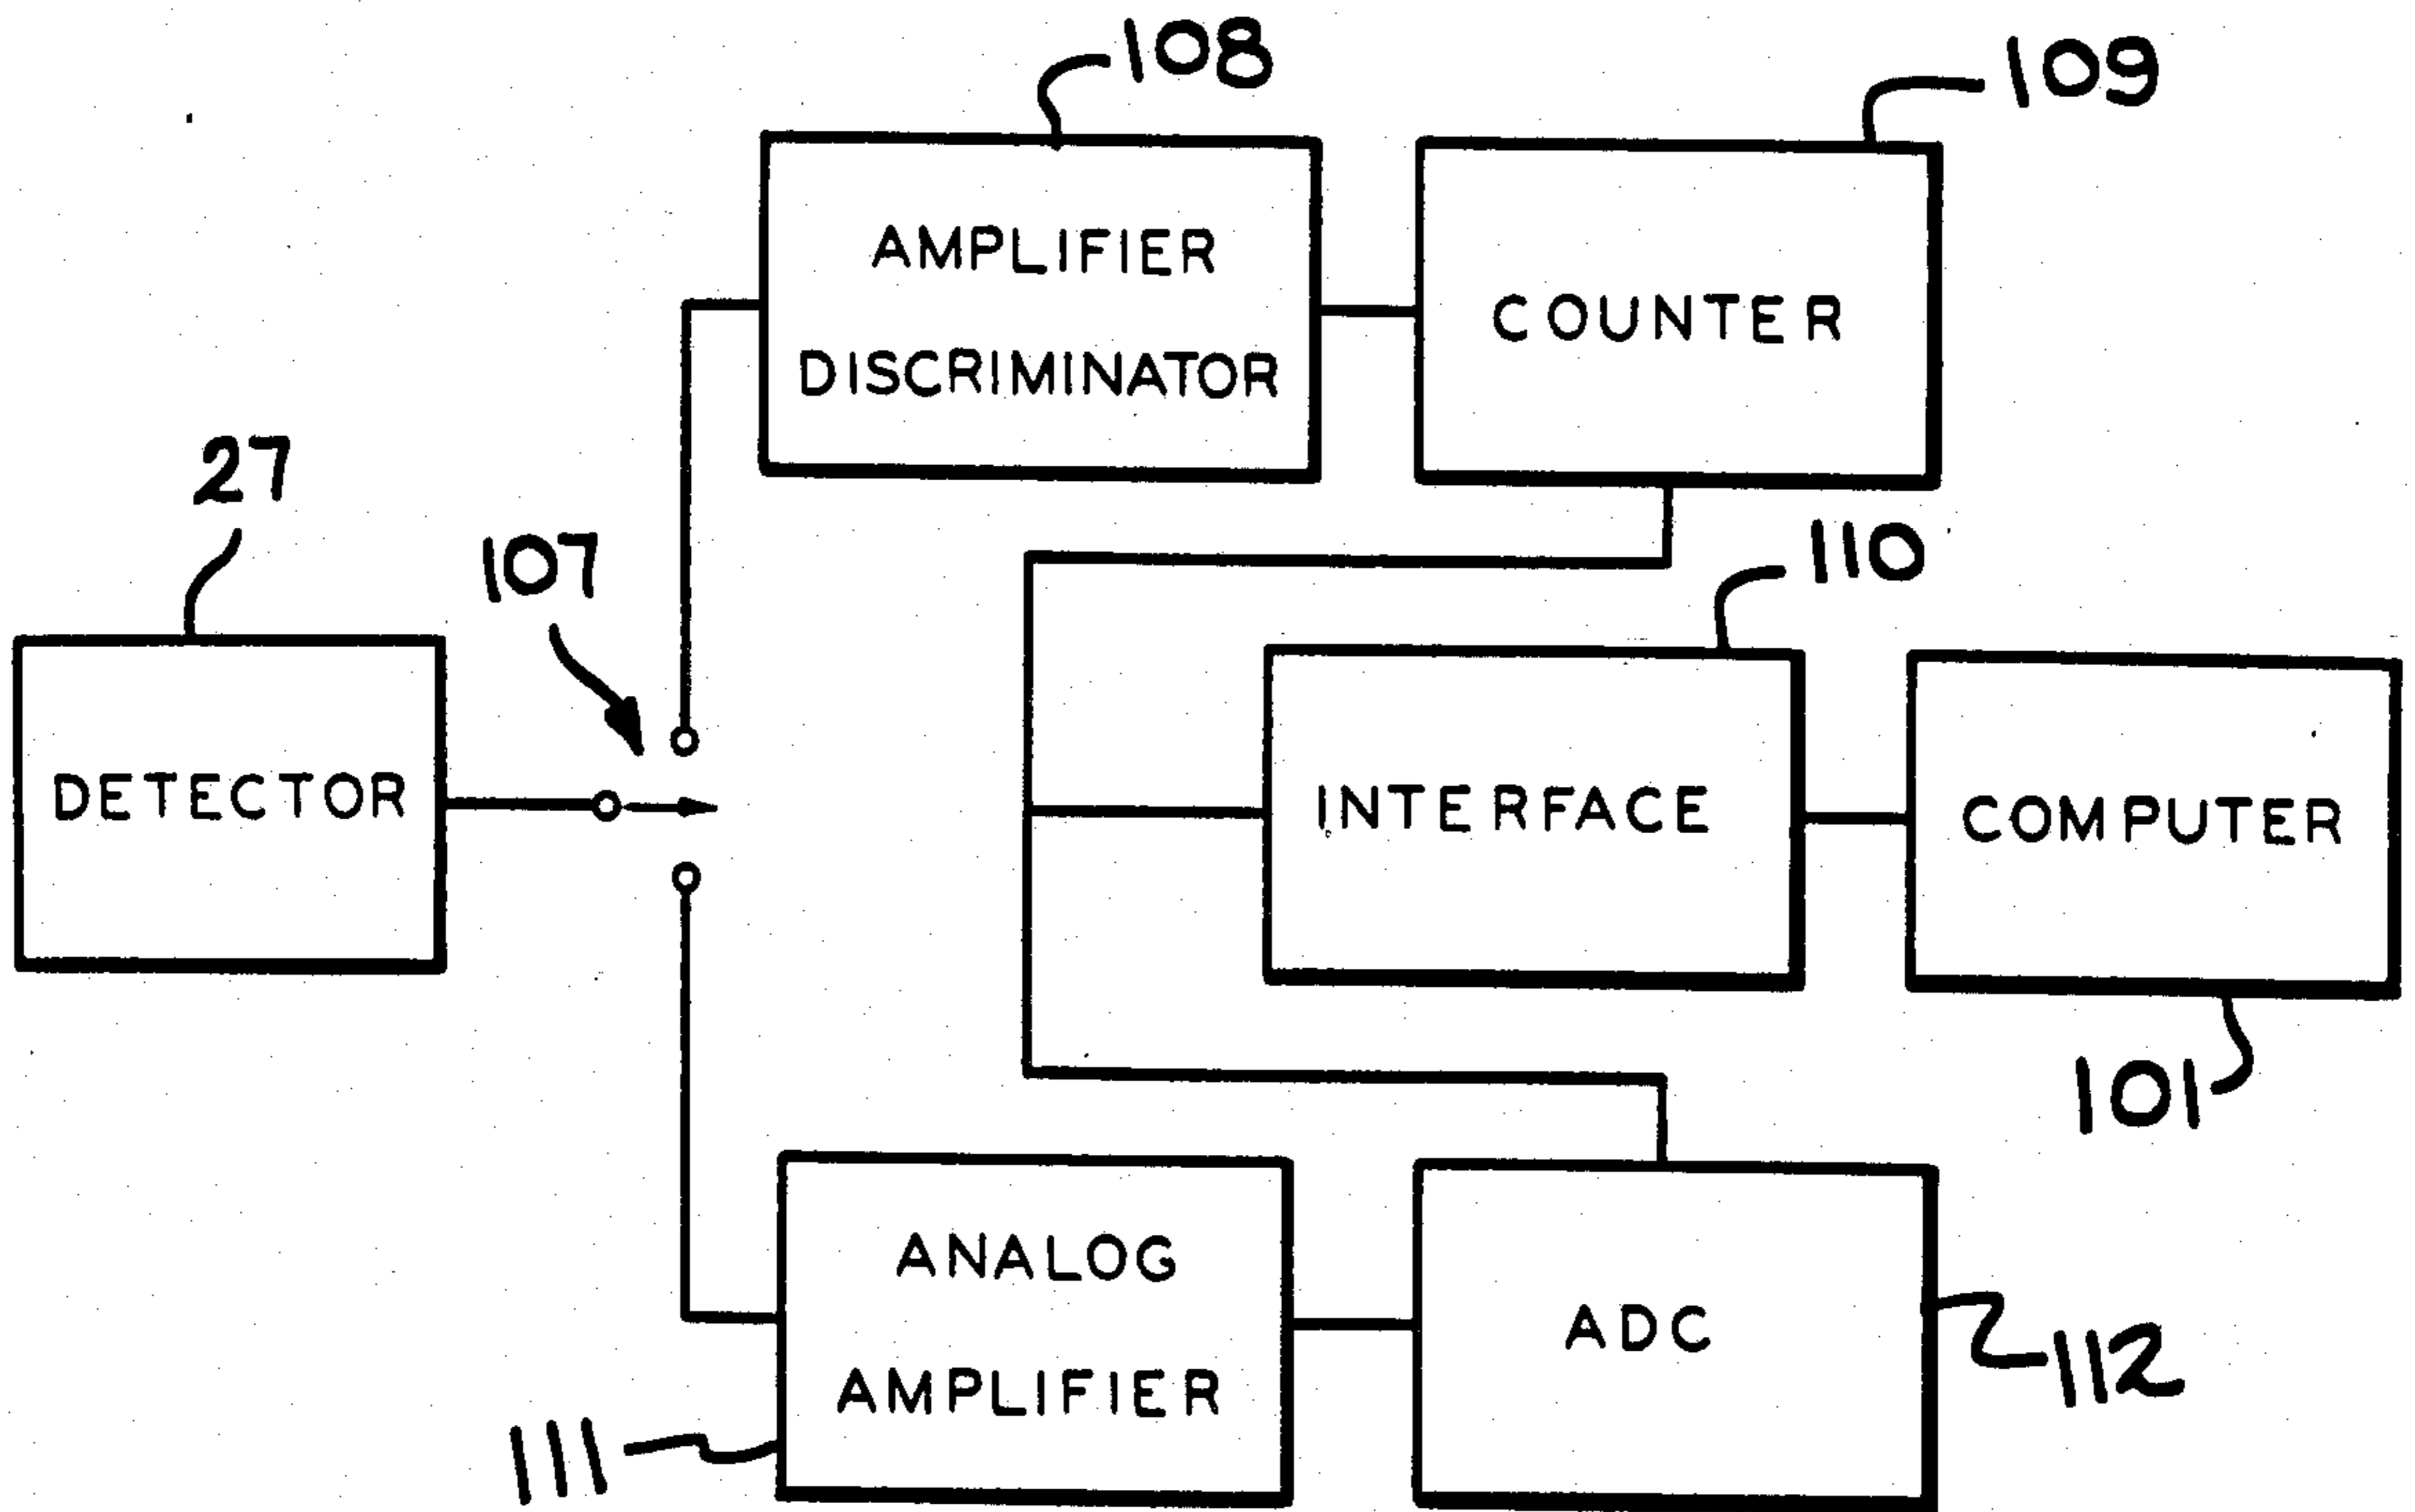 108
109
AMPLIFIER
DISCRIMINATOR
COUNTER
27
107
110
DETECTOR
INTERFACE
COMPUTER
101
ANALOG
AMPLIFIER
ADC
111
112